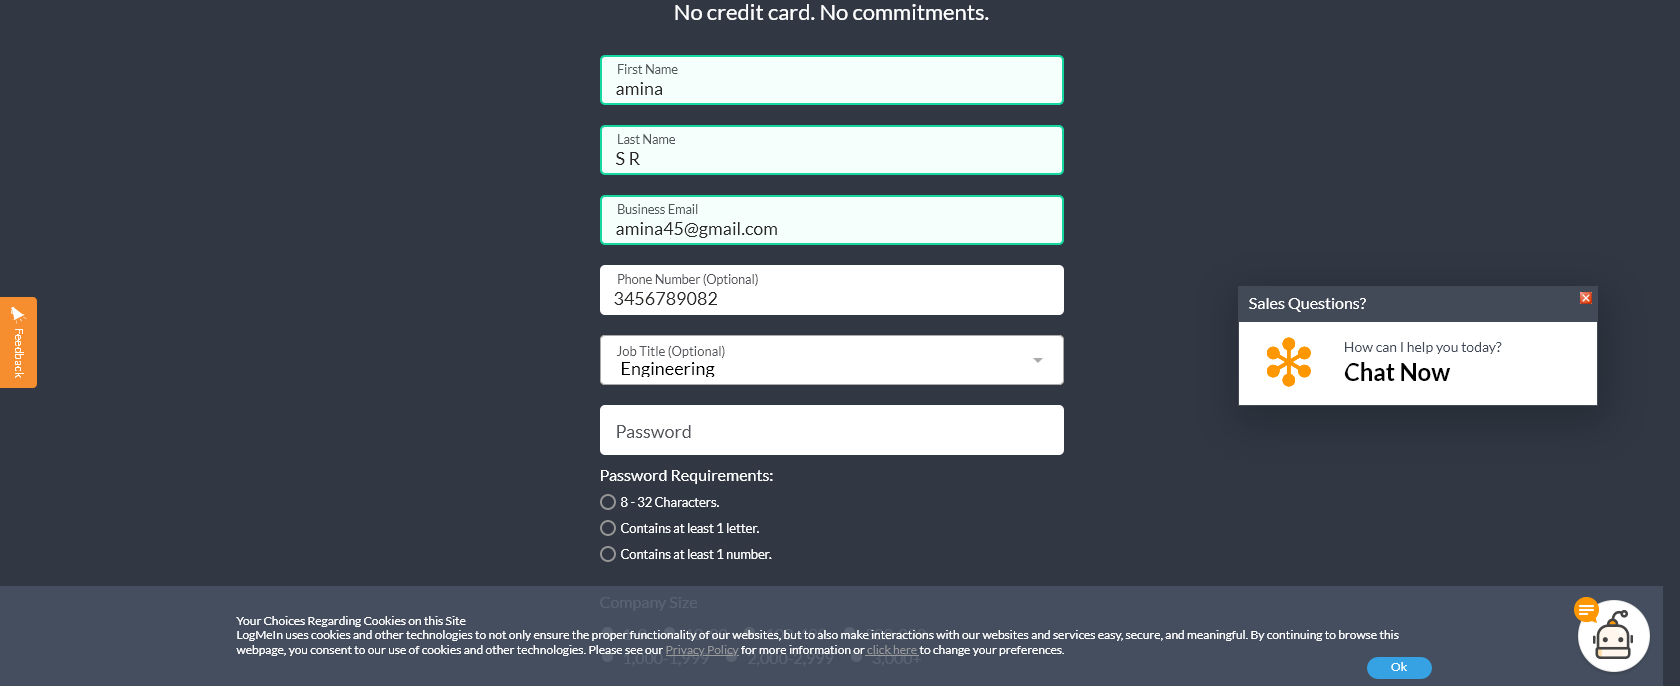 No credit card. No commitments.
First Name
amina
Last Name
S R
Business Email
amina45@gmail.com
Phone Number (Optional)
3456789082
Job Title (Optional)
Engineering
Password
Password Requirements:
8 - 32 Characters.
Contains at least 1 letter.
Contains at least 1 number.
Feedback
Sales Questions?
How can I help you today?
Chat Now
Company Size
Your Choices Regarding Cookies on this Site
LogMeIn uses cookies and other technologies to not only ensure the proper functionality of our websites, but to also make interactions with our websites and services easy, secure, and meaningful. By continuing to browse this
webpage, you consent to our use of cookies and other technologies. Please see our Privacy Policy for more information or click here to change your preferences.
1,000-1,999 2,000-2,999 3,000+
Ok